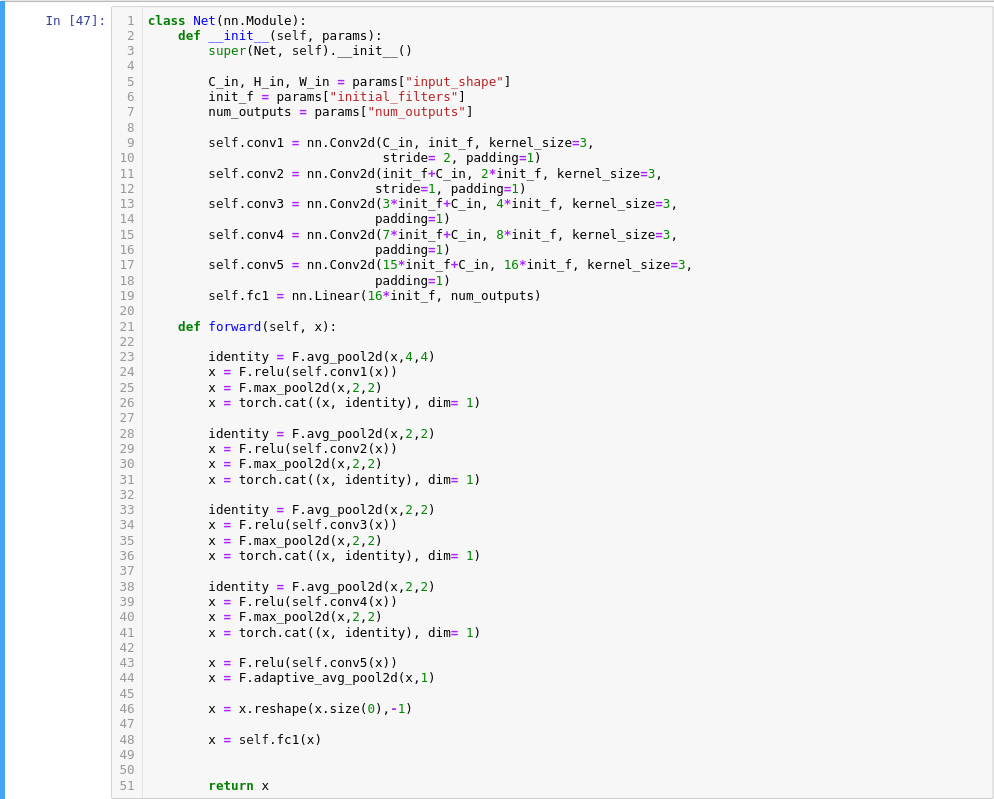 In [47]:
1 class Net(nn.Module):
2     def __init__(self, params):
3         super(Net, self).__init__()
4
5         C_in, H_in, W_in = params["input_shape"]
6         init_f = params["initial_filters"]
7         num_outputs = params["num_outputs"]
8
9         self.conv1 = nn.Conv2d(C_in, init_f, kernel_size=3,
10                                stride= 2, padding=1)
11         self.conv2 = nn.Conv2d(init_f+C_in, 2*init_f, kernel_size=3,
12                               stride=1, padding=1)
13         self.conv3 = nn.Conv2d(3*init_f+C_in, 4*init_f, kernel_size=3,
14                               padding=1)
15         self.conv4 = nn.Conv2d(7*init_f+C_in, 8*init_f, kernel_size=3,
16                               padding=1)
17         self.conv5 = nn.Conv2d(15*init_f+C_in, 16*init_f, kernel_size=3,
18                               padding=1)
19         self.fc1 = nn.Linear(16*init_f, num_outputs)
20
21     def forward(self, x):
22
23         identity = F.avg_pool2d(x,4,4)
24         x = F.relu(self.conv1(x))
25         x = F.max_pool2d(x,2,2)
26         x = torch.cat((x, identity), dim= 1)
27
28         identity = F.avg_pool2d(x,2,2)
29         x = F.relu(self.conv2(x))
30         x = F.max_pool2d(x,2,2)
31         x = torch.cat((x, identity), dim= 1)
32
33         identity = F.avg_pool2d(x,2,2)
34         x = F.relu(self.conv3(x))
35         x = F.max_pool2d(x,2,2)
36         x = torch.cat((x, identity), dim= 1)
37
38         identity = F.avg_pool2d(x,2,2)
39         x = F.relu(self.conv4(x))
40         x = F.max_pool2d(x,2,2)
41         x = torch.cat((x, identity), dim= 1)
42
43         x = F.relu(self.conv5(x))
44         x = F.adaptive_avg_pool2d(x,1)
45
46         x = x.reshape(x.size(0),-1)
47
48         x = self.fc1(x)
49
50
51         return x